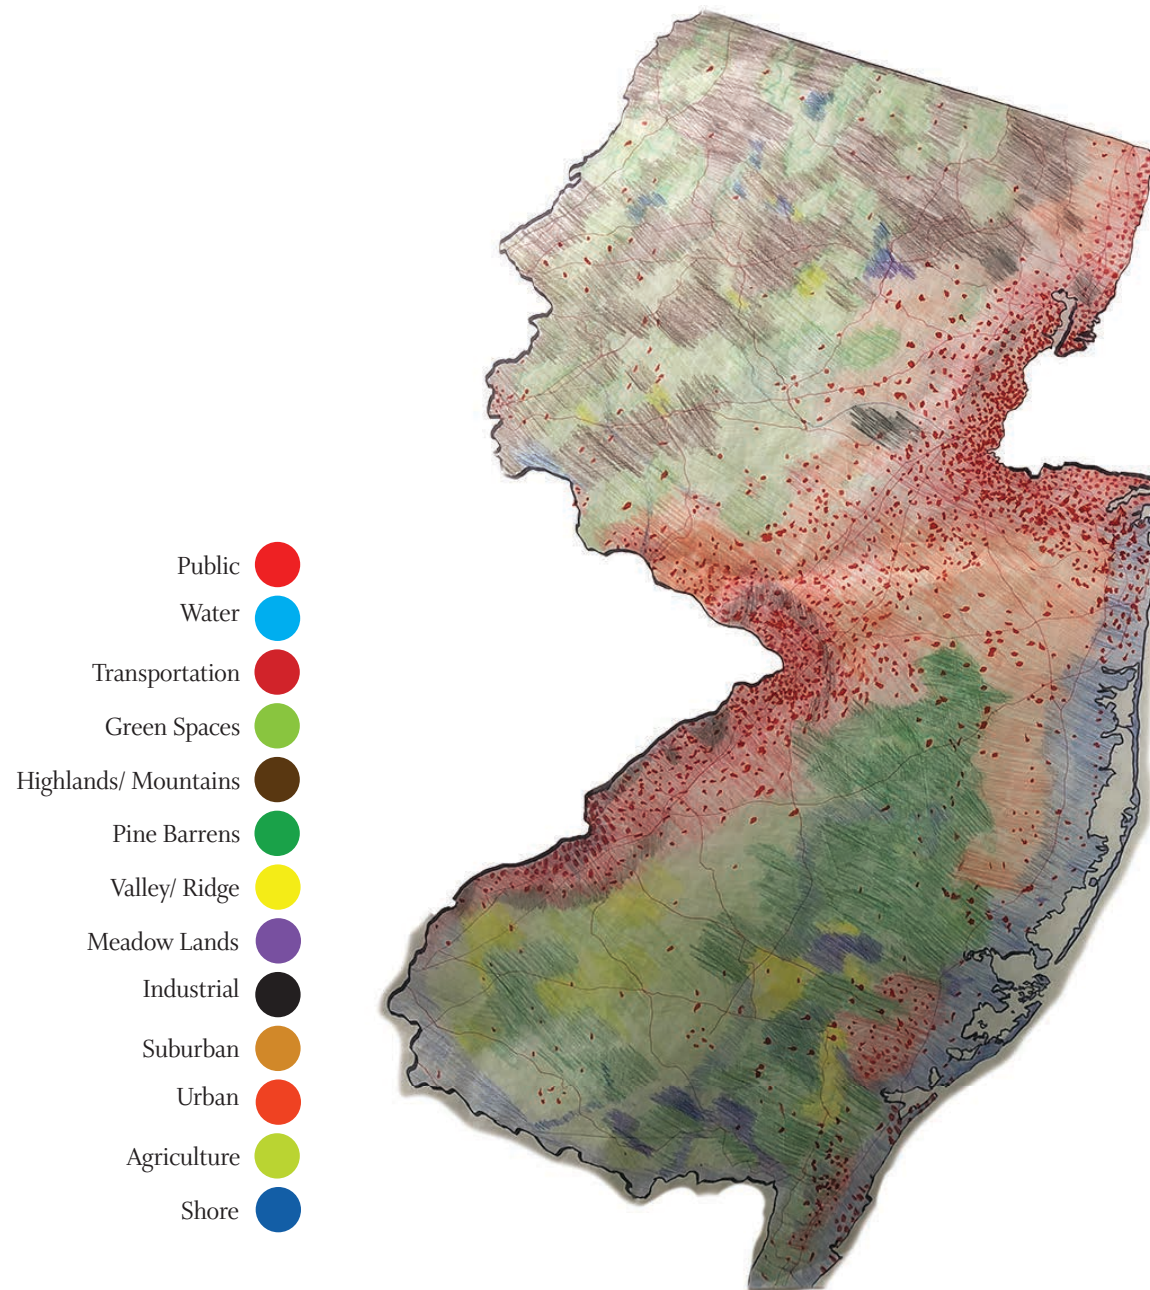 Public
Water
Transportation
Green Spaces
Highlands/ Mountains
Pine Barrens
Valley/ Ridge
Meadow Lands
Industrial
Suburban
Urban
Agriculture
Shore